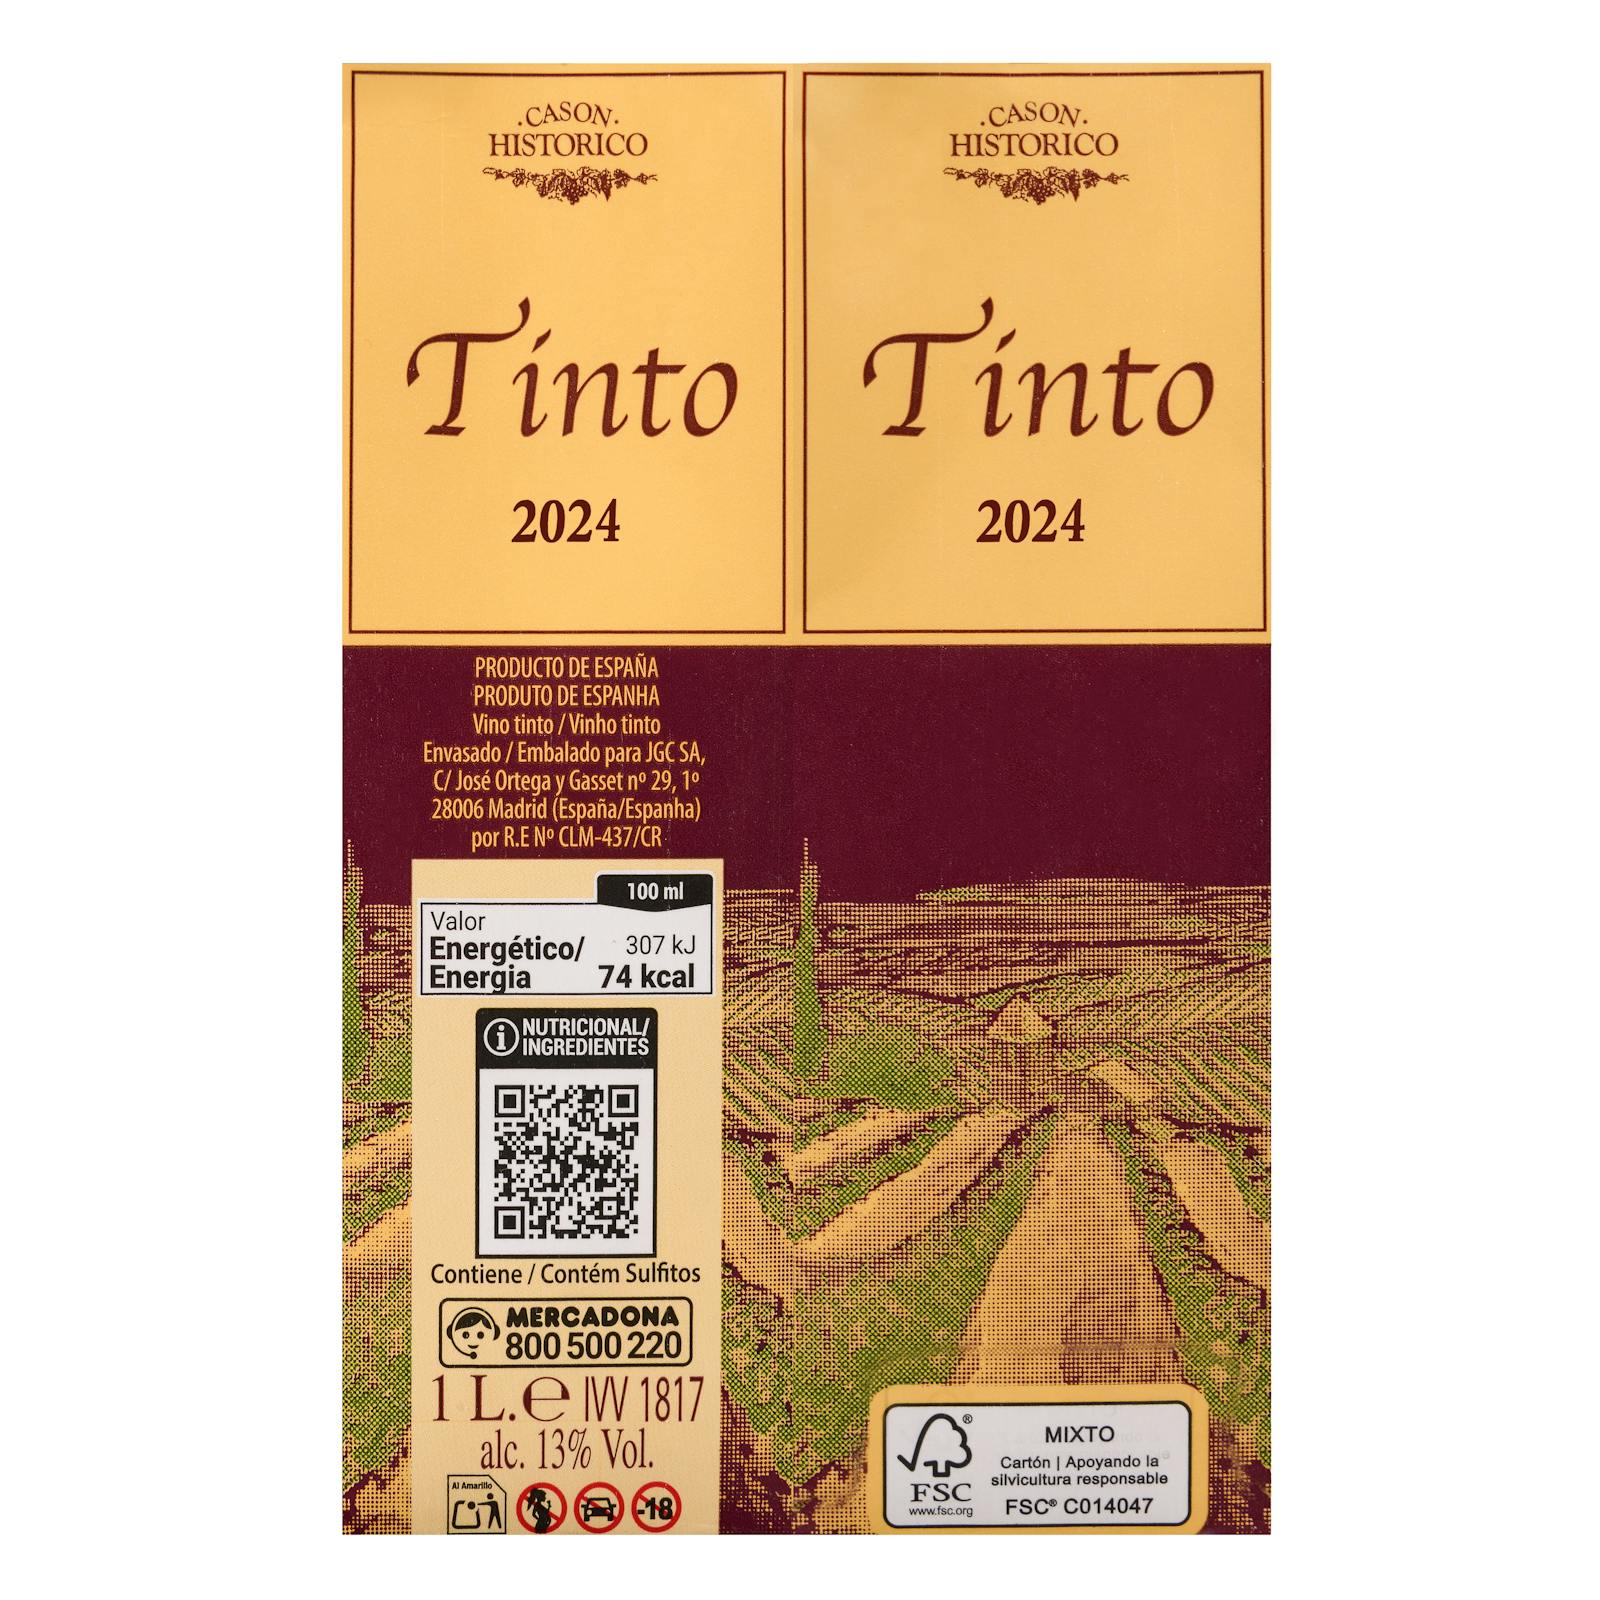 .CASON.
HISTORICO
Tinto
2024
.CASON.
HISTORICO
Tinto
2024
PRODUCTO DE ESPAÑA
PRODUTO DE ESPANHA
Vino tinto / Vinho tinto
Envasado / Embalado para JGC SA,
C/ José Ortega y Gasset nº 29, 1º
28006 Madrid (España/Espanha)
por R.E Nº CLM-437/CR
100 ml
Valor
Energético/ 307 kJ
Energia 74 kcal
NUTRICIONAL/
INGREDIENTES
Contiene / Contém Sulfitos
MERCADONA
800 500 220
1 L. e IVV 1817
alc. 13% Vol.
Al Amarillo
-18
FSC
www.fsc.org
MIXTO
Cartón | Apoyando la
silvicultura responsable
FSC® C014047